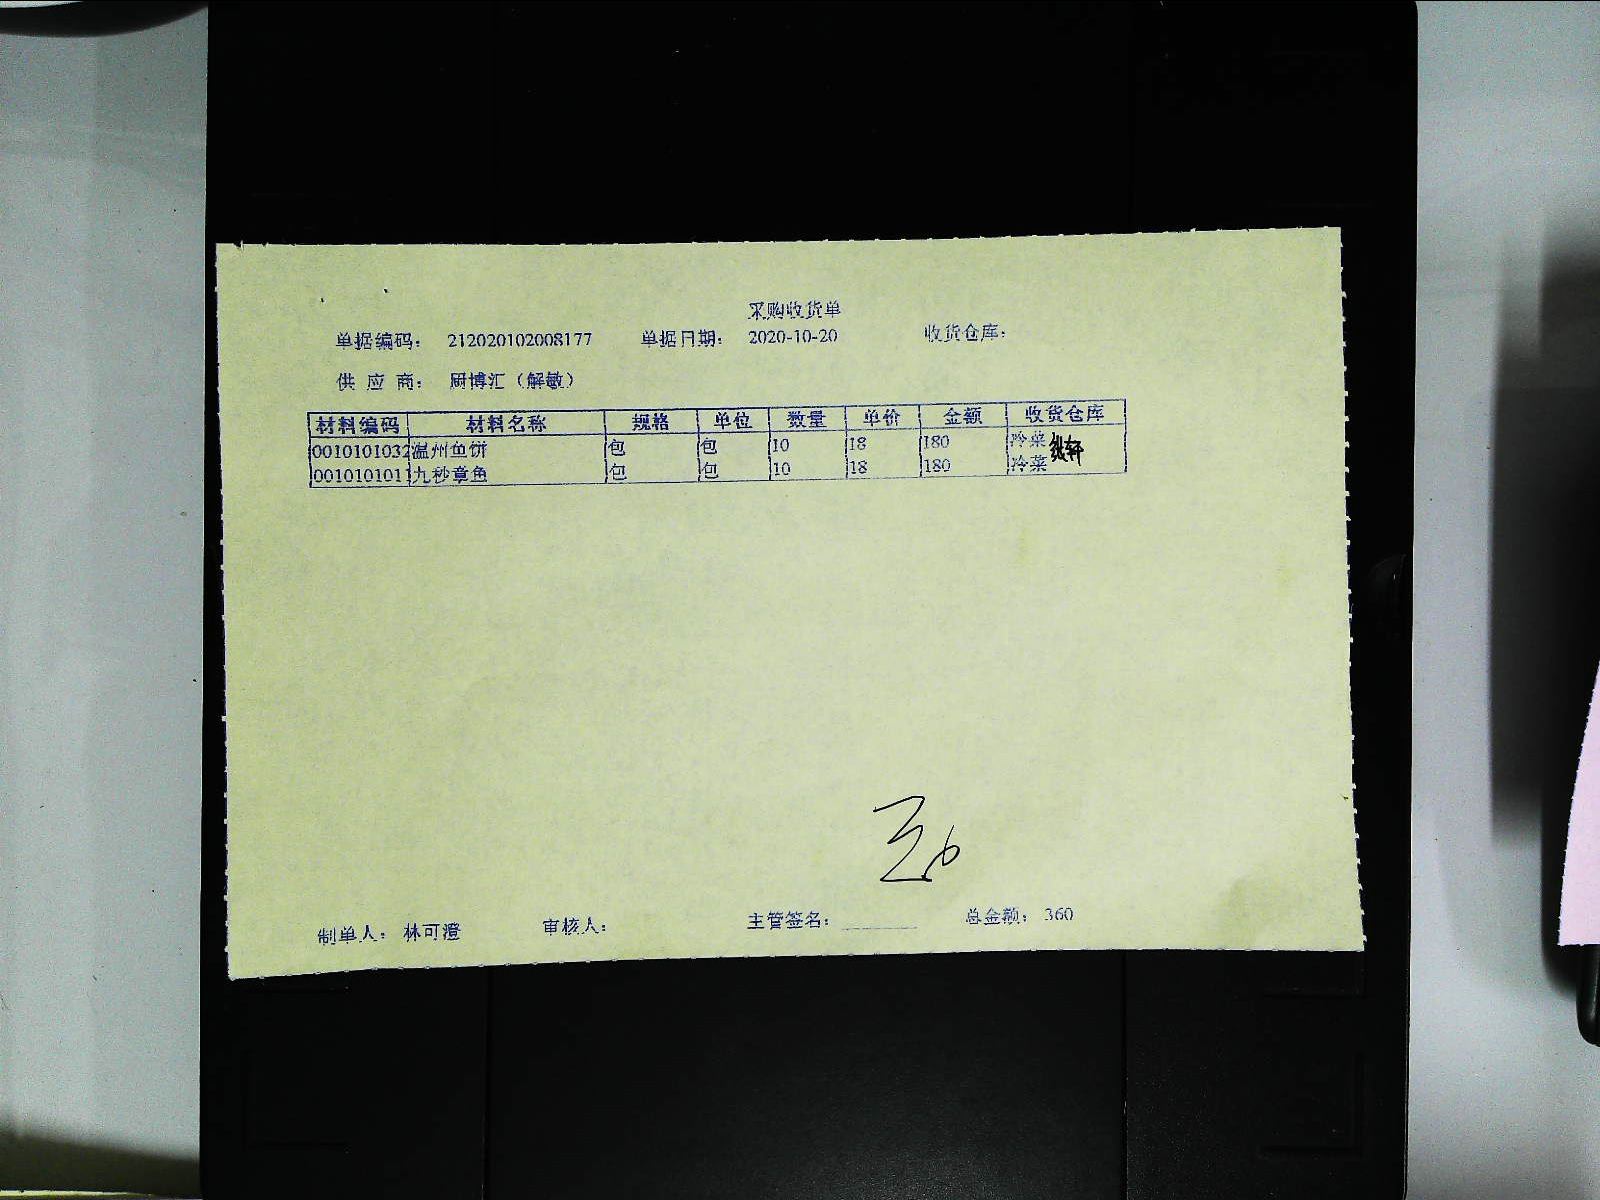 采购收货单
单据编码： 212020102008177 单据日期： 2020-10-20 收货仓库：
供 应 商： 厨博汇（解敏）
材料编码 材料名称 规格 单位 数量 单价 金额 收货仓库
0010101032 温州鱼饼 包 包 10 18 180 冷菜
0010101011 九秒章鱼 包 包 10 18 180 冷菜
制单人： 林可澄 审核人： 主管签名： 总金额： 360